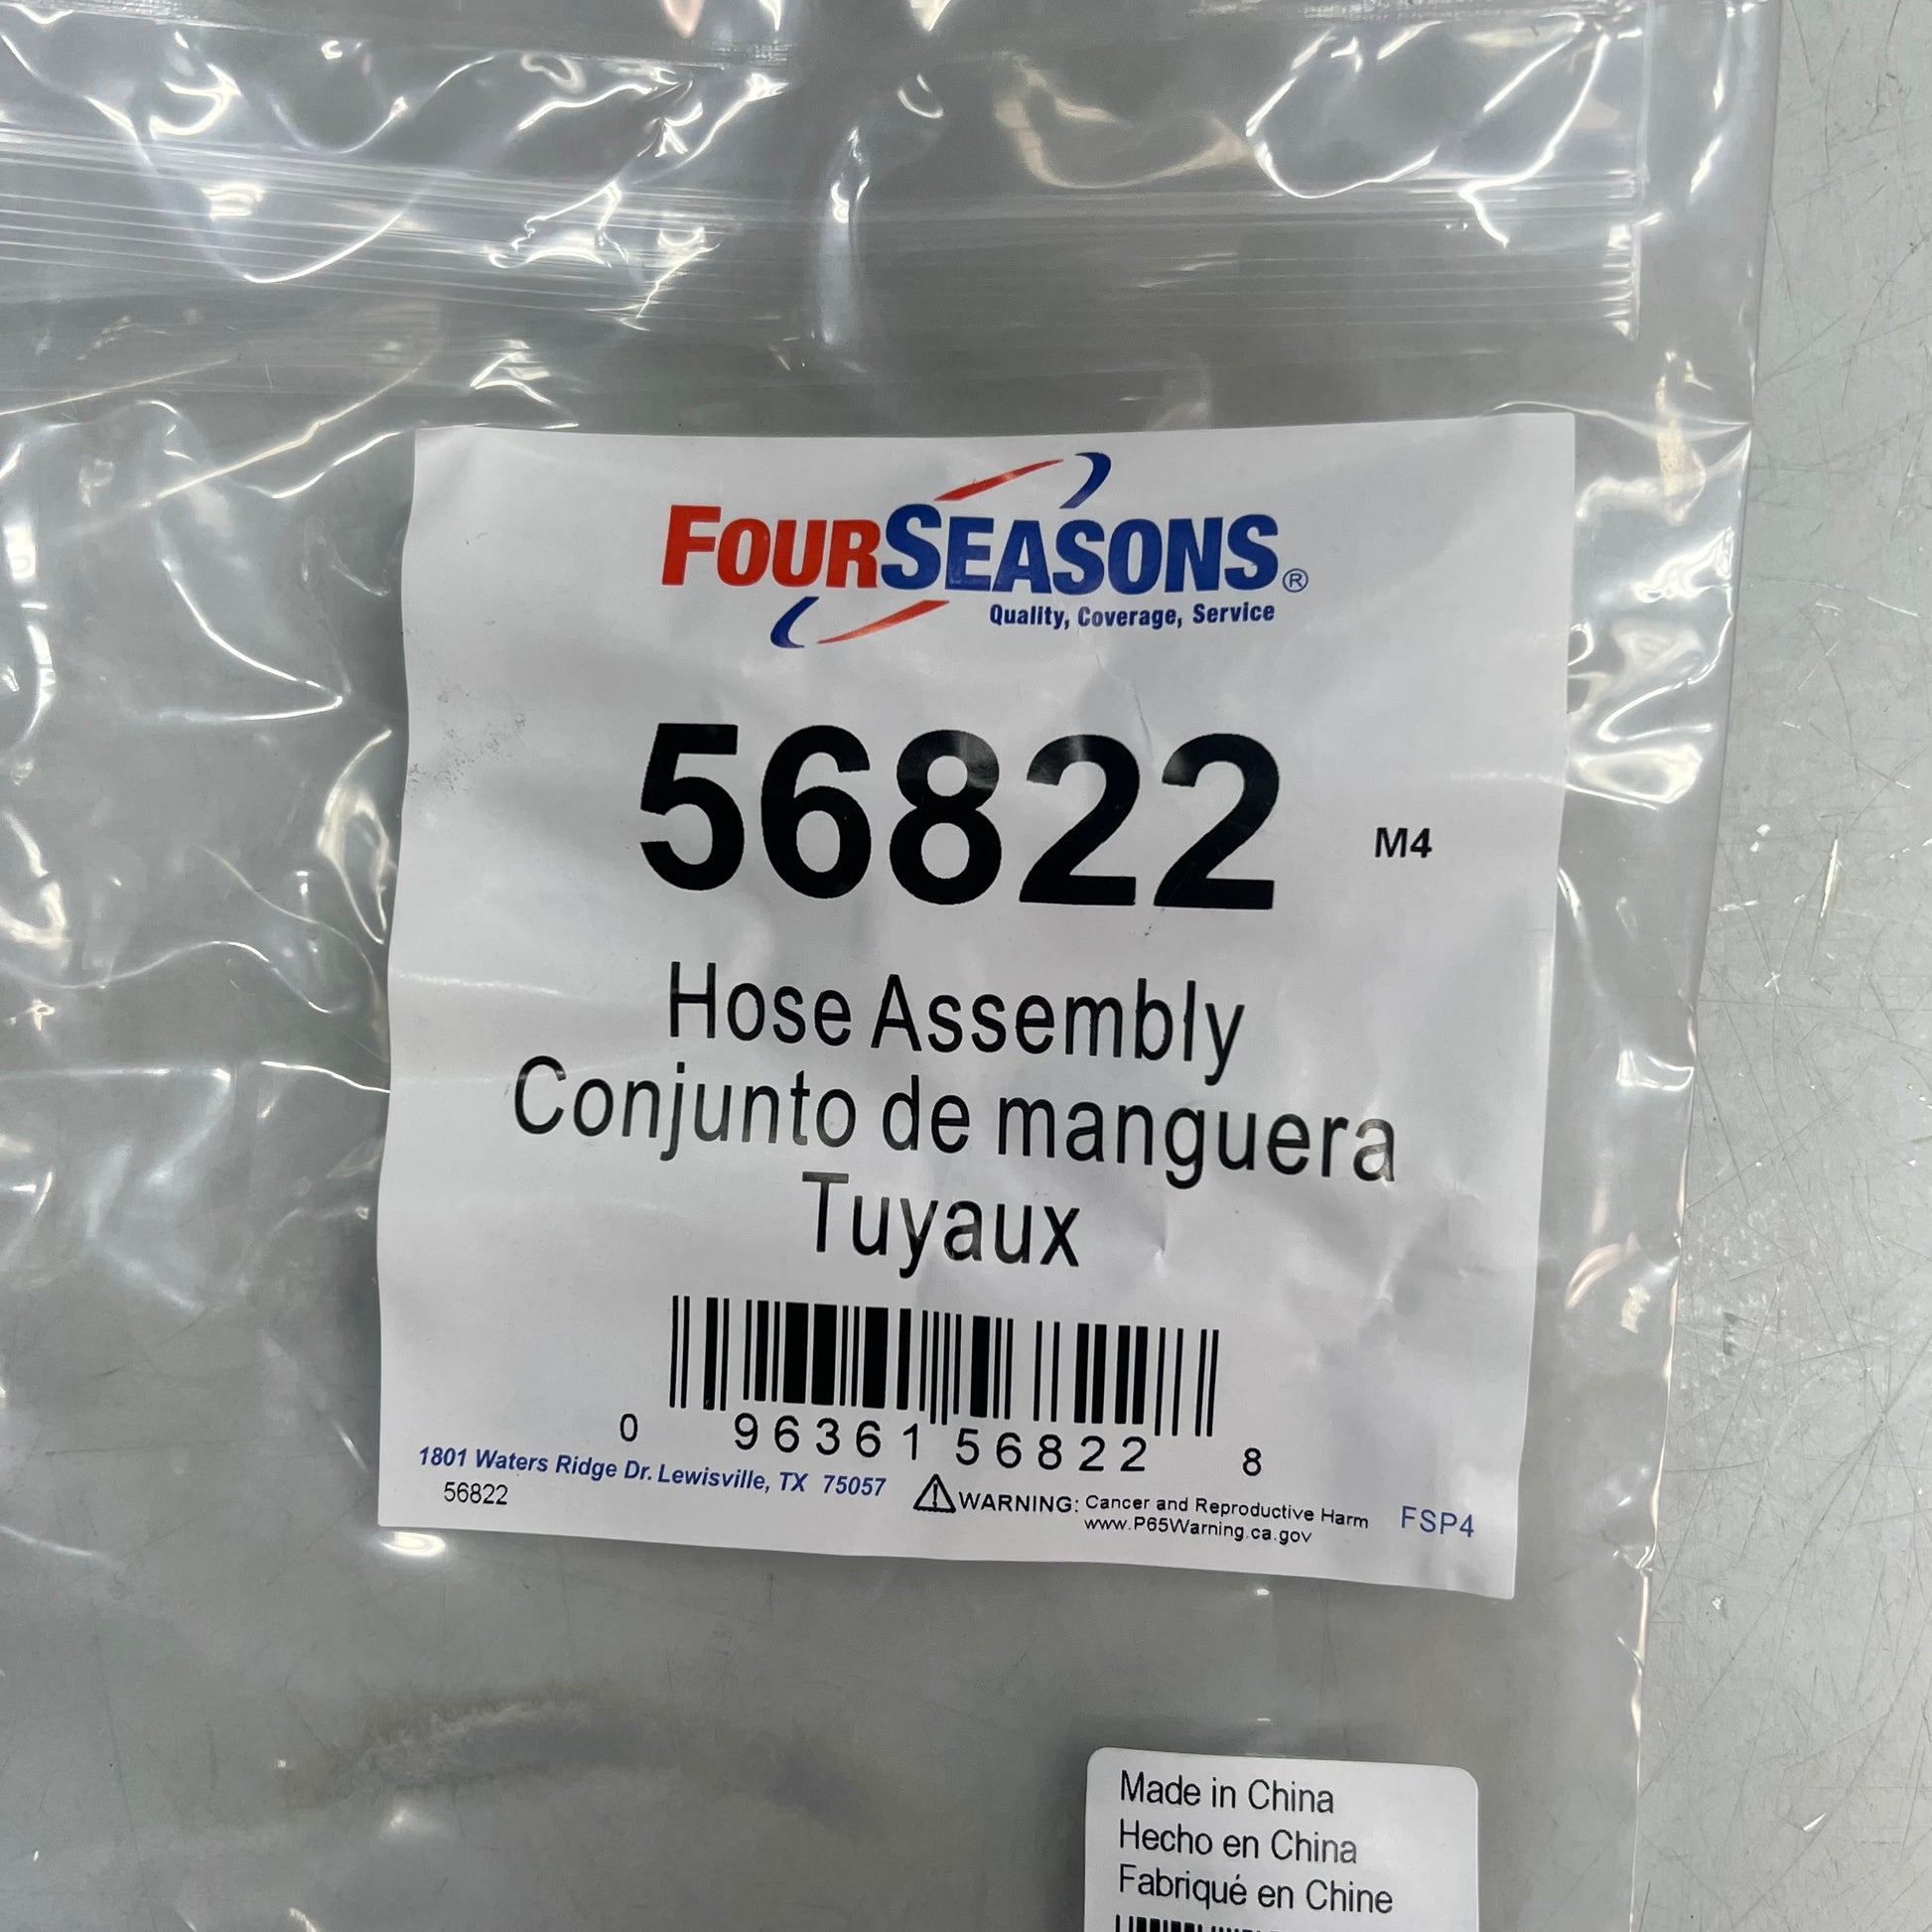 FOURSEASONS®
Quality, Coverage, Service
56822 M4
Hose Assembly
Conjunto de manguera
Tuyaux
0 96361 56822 8
1801 Waters Ridge Dr. Lewisville, TX 75057
56822
WARNING: Cancer and Reproductive Harm
www.P65Warning.ca.gov
FSP4
Made in China
Hecho en China
Fabriqué en Chine